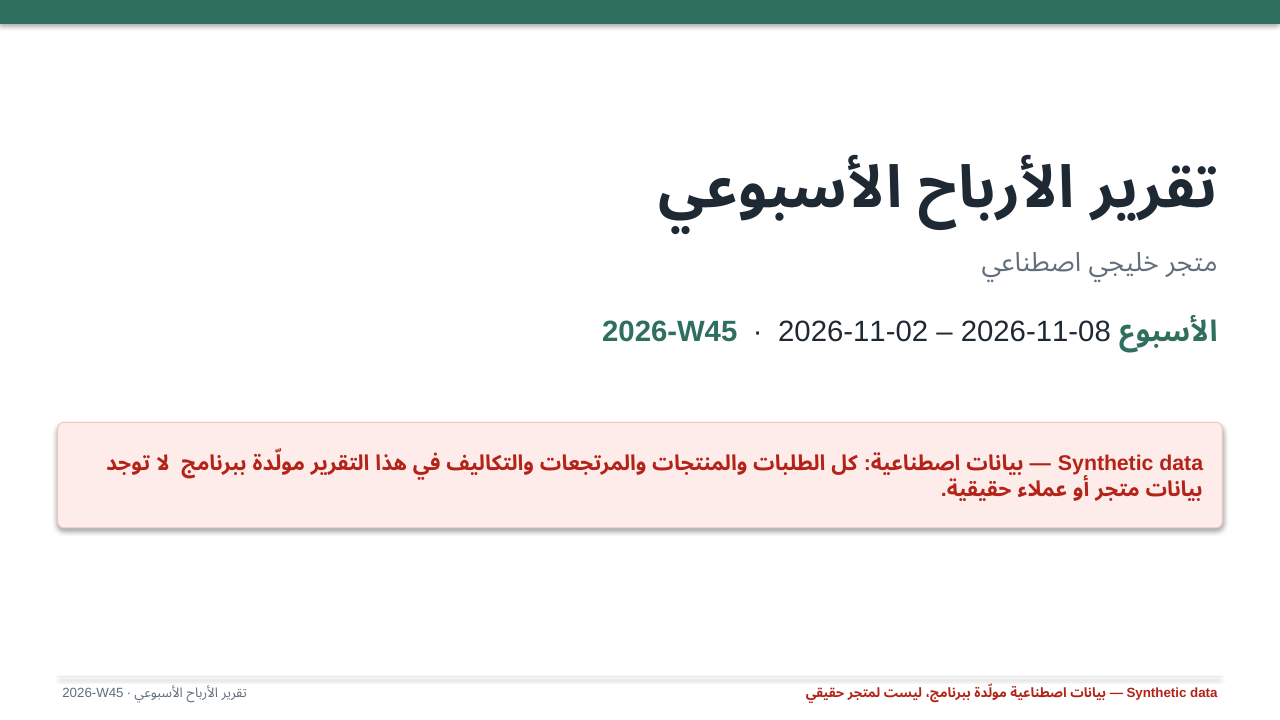 تقرير الأرباح الأسبوعي
متجر خليجي اصطناعي
الأسبوع 2026-11-08 – 2026-11-02 · 2026-W45
Synthetic data — بيانات اصطناعية: كل الطلبات والمنتجات والمرتجعات والتكاليف في هذا التقرير مولّدة ببرنامج لا توجد
بيانات متجر أو عملاء حقيقية.
Synthetic data — بيانات اصطناعية مولّدة ببرنامج، ليست لمتجر حقيقي
تقرير الأرباح الأسبوعي · 2026-W45